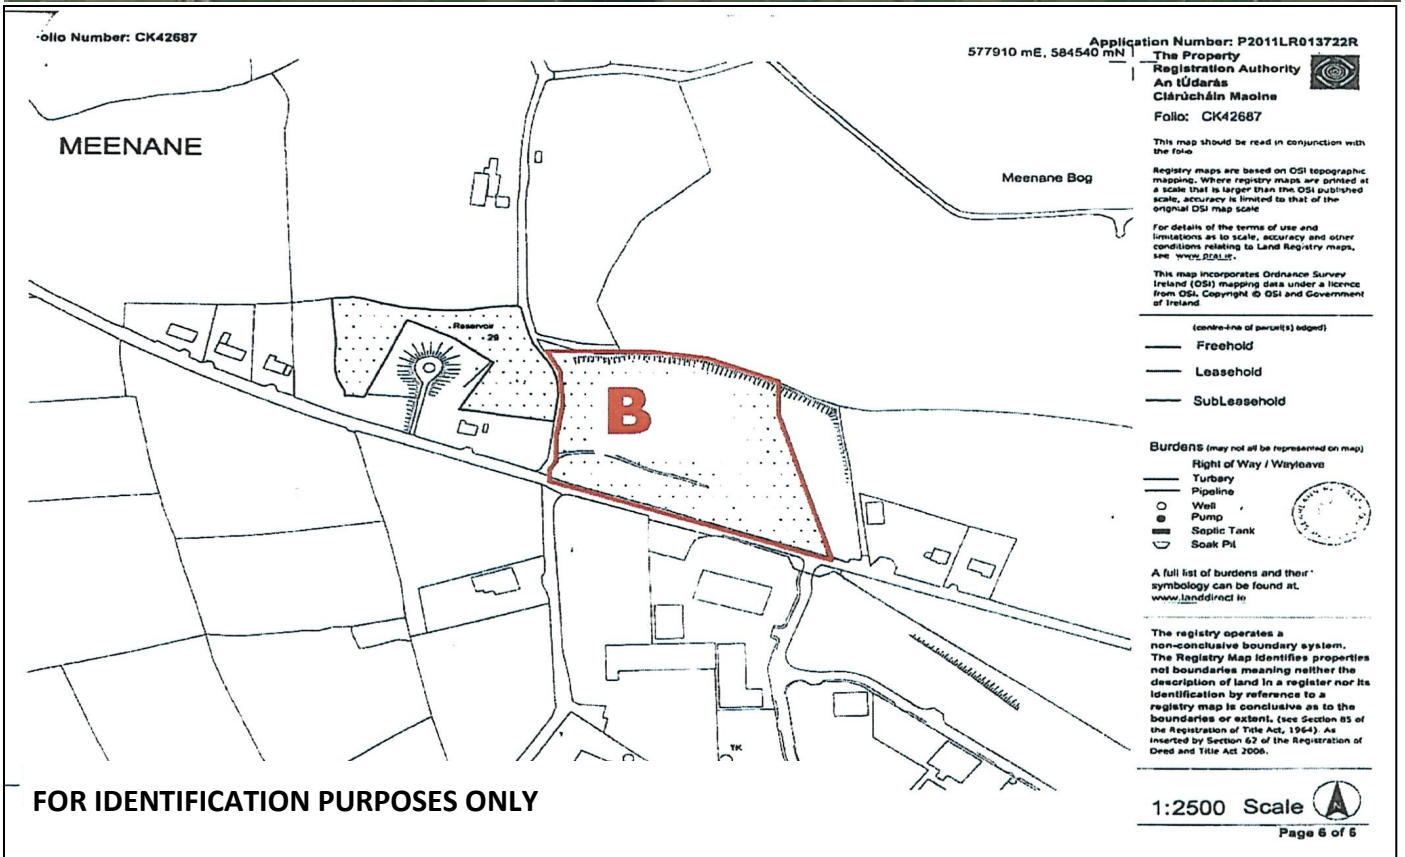 olio Number: CK42687
Application Number: P2011LR013722R
577910 mE, 584540 mN
The Property
Registration Authority
An tÚdarás
Clárúcháin Maoine
Folio: CK42687
This map should be read in conjunction with
the folio
Registry maps are based on OSI topographic
mapping. Where registry maps are printed at
a scale that is larger than the OSI published
scale, accuracy is limited to that of the
original OSI map scale
For details of the terms of use and
limitations as to scale, accuracy and other
conditions relating to Land Registry maps,
see www.prai.ie.
This map incorporates Ordnance Survey
Ireland (OSI) mapping data under a licence
from OSI. Copyright © OSI and Government
of Ireland
(centre-line of parcel(s) edged)
Freehold
Leasehold
SubLeasehold
Burdens (may not all be represented on map)
Right of Way / Wayleave
Turbary
Pipeline
Well
Pump
Septic Tank
Soak Pit
A full list of burdens and their
symbology can be found at.
www.landdirect.ie
The registry operates a
non-conclusive boundary system.
The Registry Map identifies properties
not boundaries meaning neither the
description of land in a register nor its
identification by reference to a
registry map is conclusive as to the
boundaries or extent. (see Section 85 of
the Registration of Title Act, 1964). As
inserted by Section 62 of the Registration of
Deed and Title Act 2006.
1:2500 Scale
N
Page 6 of 6
MEENANE
Meenane Bog
Reservoir
29
B
TK
FOR IDENTIFICATION PURPOSES ONLY